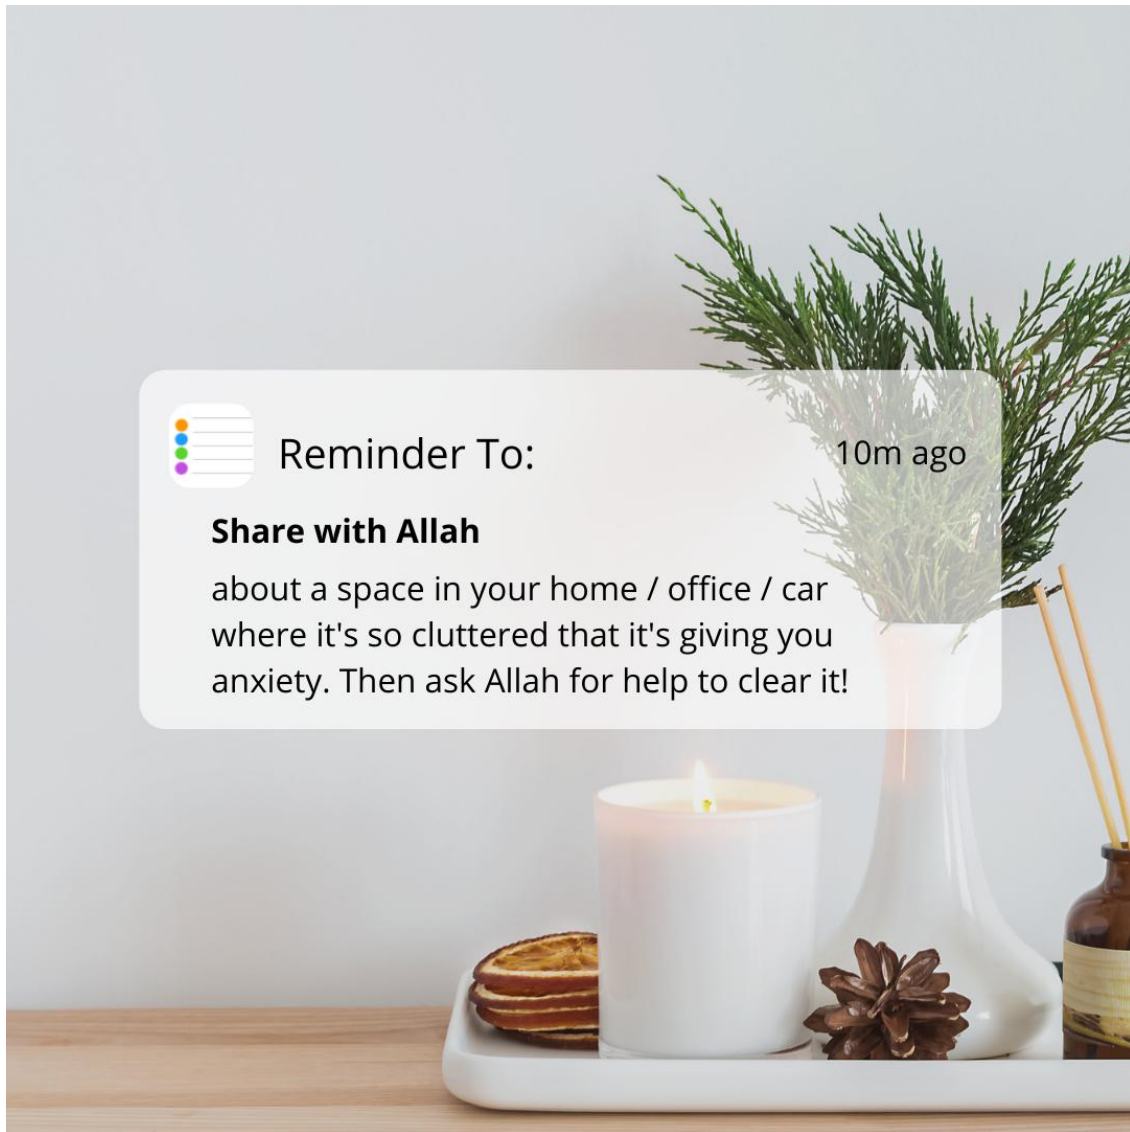 Reminder To:
10m ago
Share with Allah
about a space in your home / office / car
where it's so cluttered that it's giving you
anxiety. Then ask Allah for help to clear it!